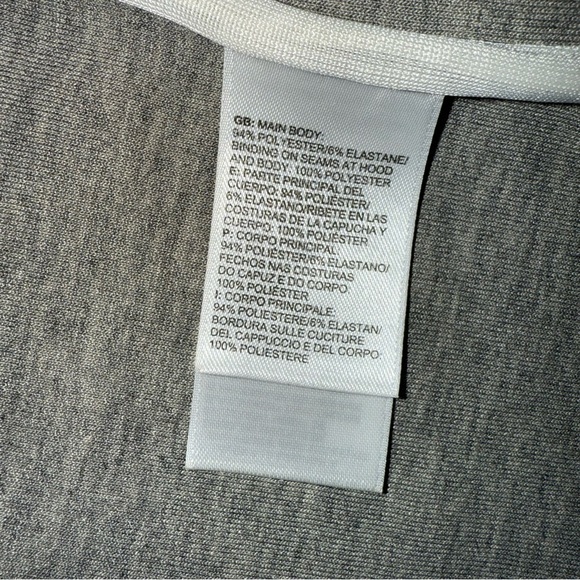 GB: MAIN BODY:
94% POLYESTER/6% ELASTANE/
BINDING ON SEAMS AT HOOD
AND BODY: 100% POLYESTER
E: PARTE PRINCIPAL DEL
CUERPO: 94% POLIÉSTER/
6% ELASTANO/RIBETE EN LAS
COSTURAS DE LA CAPUCHA Y
CUERPO: 100% POLIÉSTER
P: CORPO PRINCIPAL:
94% POLIÉSTER/6% ELASTANO/
FECHOS NAS COSTURAS
DO CAPUZ E DO CORPO
100% POLIÉSTER
I: CORPO PRINCIPALE:
94% POLIESTERE/6% ELASTAN/
BORDURA SULLE CUCITURE
DEL CAPPUCCIO E DEL CORPO:
100% POLIESTERE